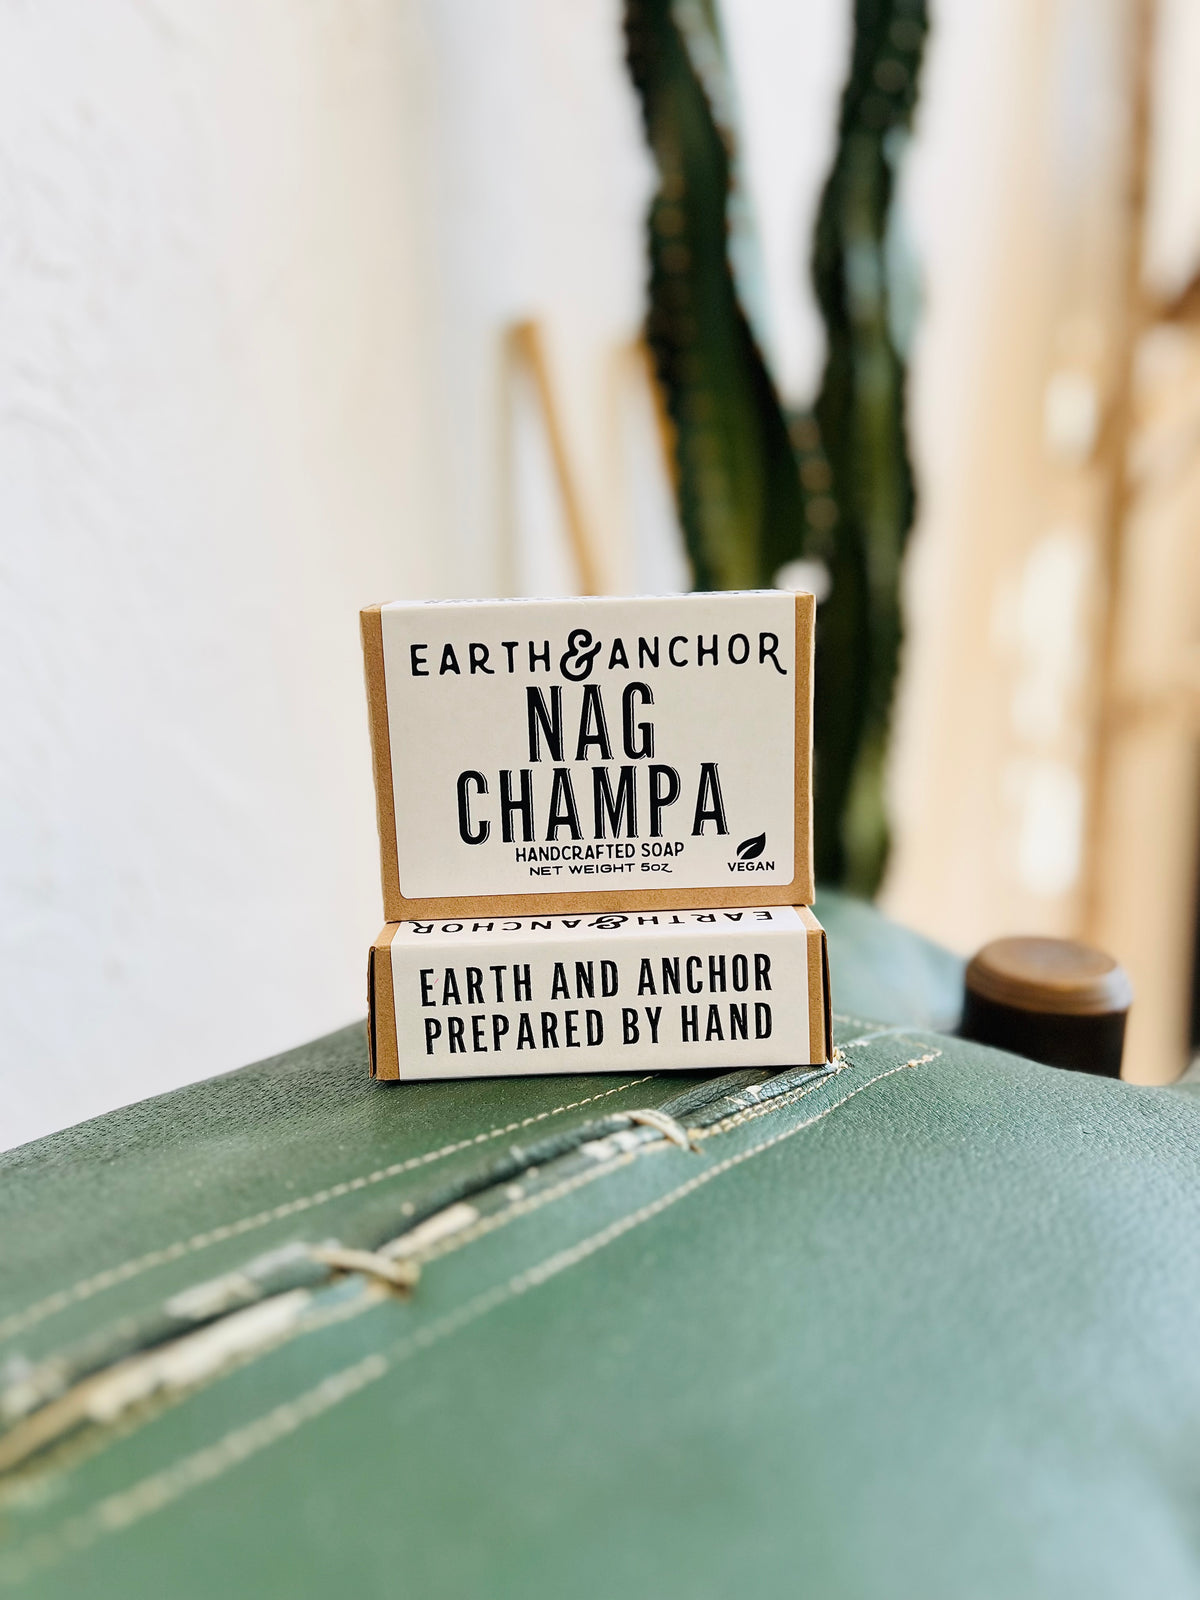 EARTH & ANCHOR
NAG
CHAMPA
HANDCRAFTED SOAP
NET WEIGHT 5OZ
VEGAN
EARTH & ANCHOR
EARTH AND ANCHOR
PREPARED BY HAND